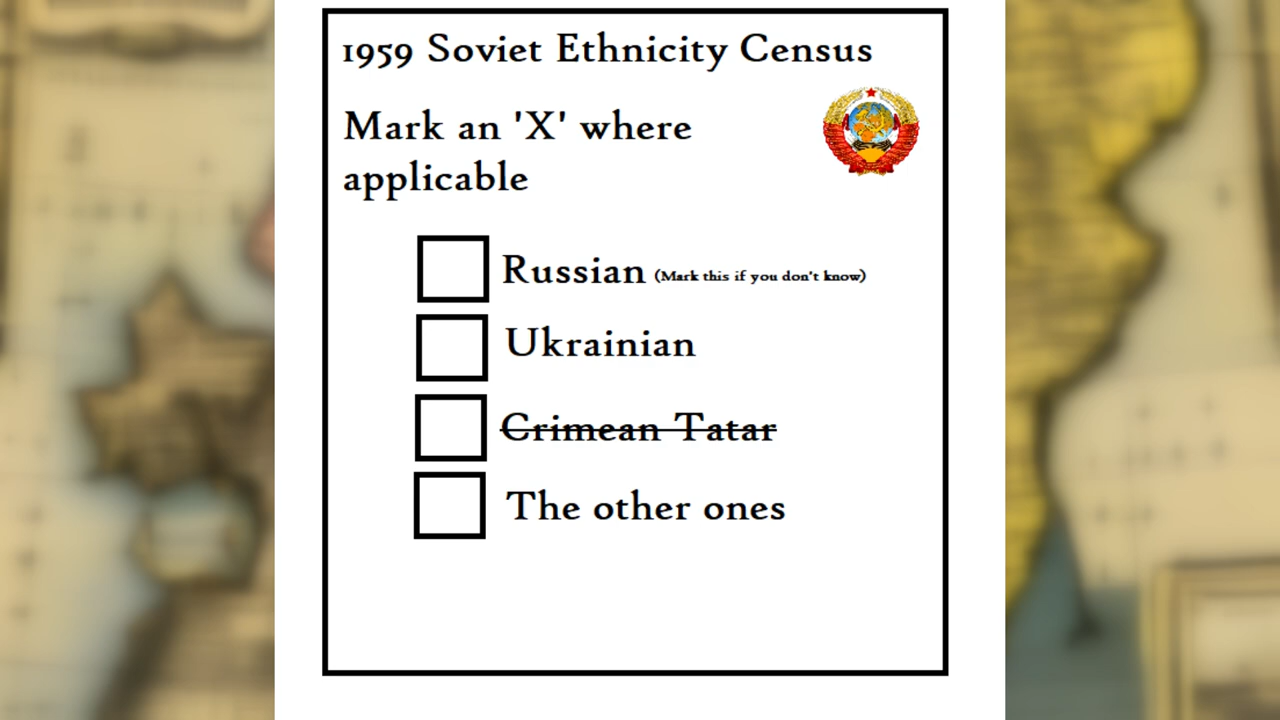 1959 Soviet Ethnicity Census
Mark an 'X' where
applicable
Russian (Mark this if you don't know)
Ukrainian
Crimean Tatar
The other ones